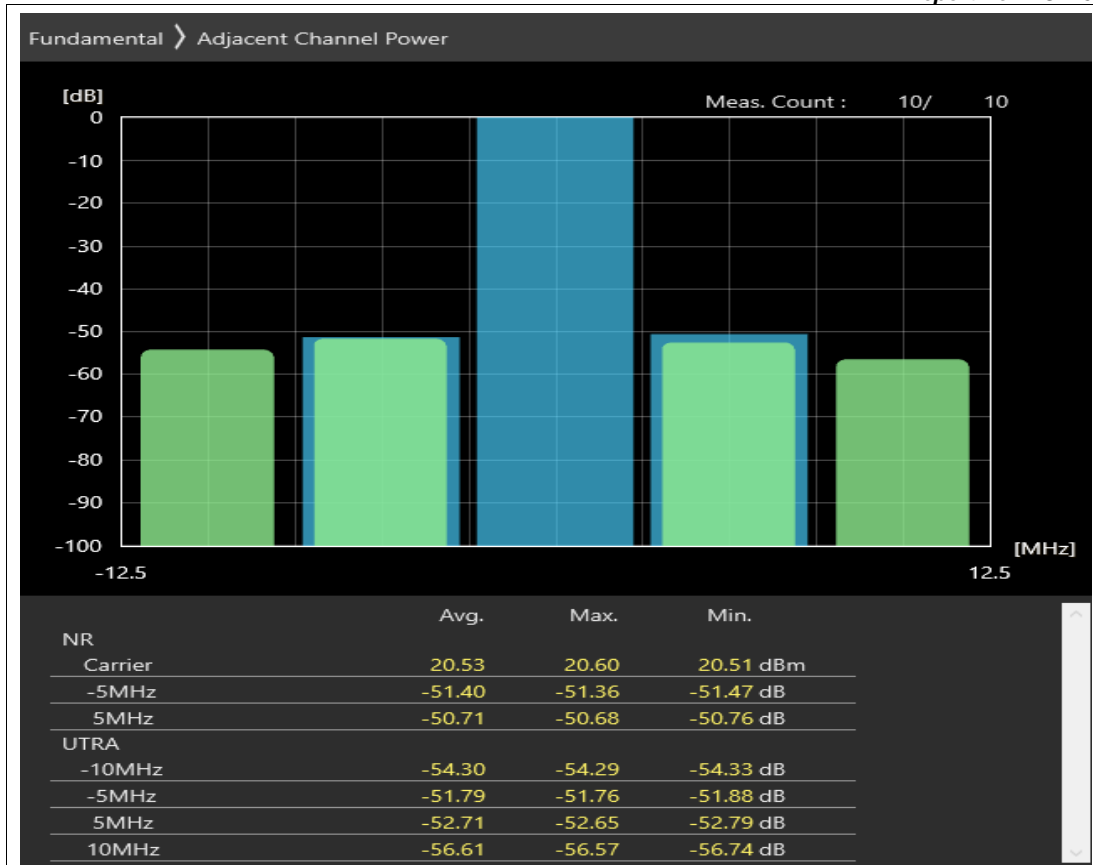 Fundamental ❭ Adjacent Channel Power
[dB]
Meas. Count : 10/ 10
0
-10
-20
-30
-40
-50
-60
-70
-80
-90
-100
[MHz]
-12.5 12.5
Avg. Max. Min.
NR
Carrier 20.53 20.60 20.51 dBm
-5MHz -51.40 -51.36 -51.47 dB
5MHz -50.71 -50.68 -50.76 dB
UTRA
-10MHz -54.30 -54.29 -54.33 dB
-5MHz -51.79 -51.76 -51.88 dB
5MHz -52.71 -52.65 -52.79 dB
10MHz -56.61 -56.57 -56.74 dB